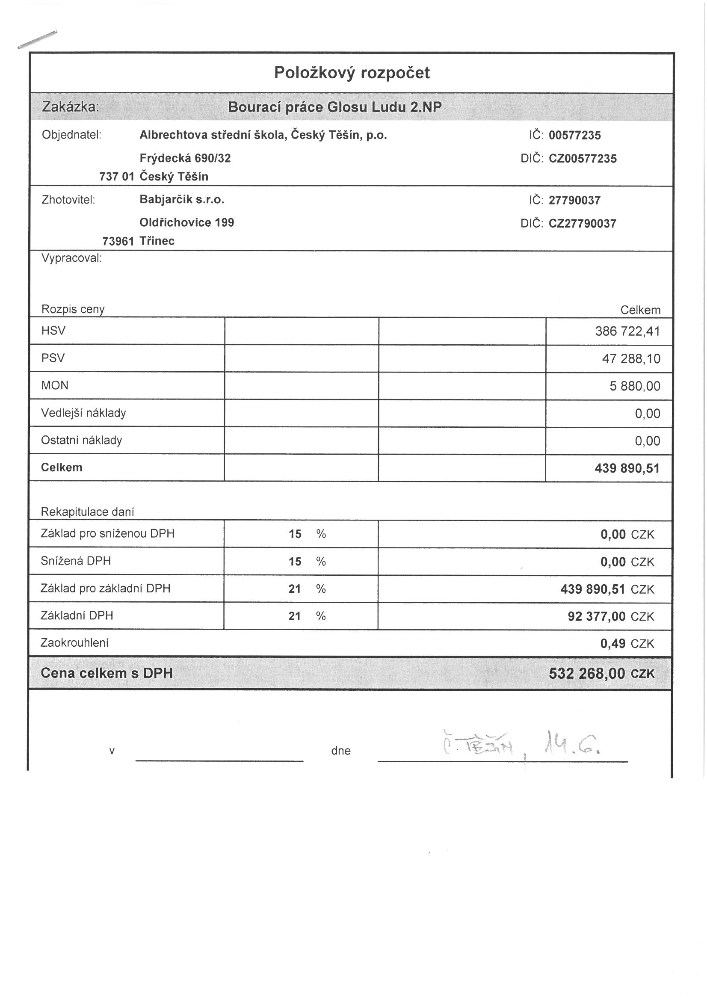 Položkový rozpočet
Zakázka: Bourací práce Glosu Ludu 2.NP
Objednatel: Albrechtova střední škola, Český Těšín, p.o. IČ: 00577235
Frýdecká 690/32 DIČ: CZ00577235
737 01 Český Těšín
Zhotovitel: Babjarčik s.r.o. IČ: 27790037
Oldřichovice 199 DIČ: CZ27790037
73961 Třinec
Vypracoval:
Rozpis ceny Celkem
HSV 386 722,41
PSV 47 288,10
MON 5 880,00
Vedlejší náklady 0,00
Ostatní náklady 0,00
Celkem 439 890,51
Rekapitulace daní
Základ pro sníženou DPH 15 % 0,00 CZK
Snížená DPH 15 % 0,00 CZK
Základ pro základní DPH 21 % 439 890,51 CZK
Základní DPH 21 % 92 377,00 CZK
Zaokrouhlení 0,49 CZK
Cena celkem s DPH 532 268,00 CZK
v dne Č. TĚŠÍN, 14.6.